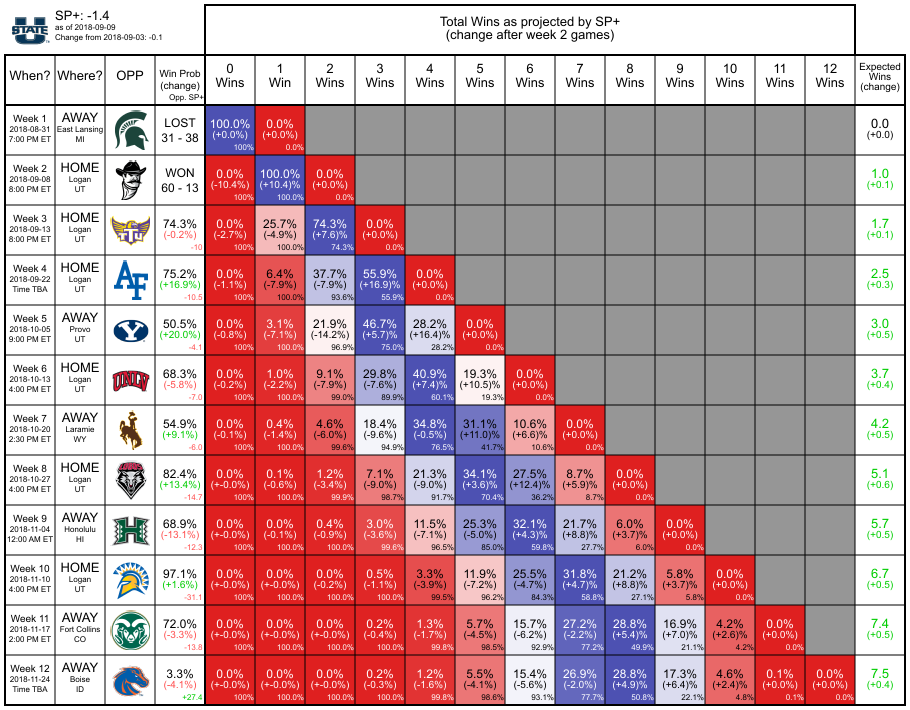 SP+: -1.4
as of 2018-09-09
Change from 2018-09-03: -0.1
U STATE
Total Wins as projected by SP+
(change after week 2 games)
When? Where? OPP Win Prob (change) Opp. SP+ 0 Wins 1 Win 2 Wins 3 Wins 4 Wins 5 Wins 6 Wins 7 Wins 8 Wins 9 Wins 10 Wins 11 Wins 12 Wins Expected Wins (change)
Week 1 AWAY LOST 100.0% 0.0% 0.0
2018-08-31 East Lansing 31 - 38 (+0.0%) (+0.0%) (+0.0)
7:00 PM ET MI 100% 0.0%
Week 2 HOME WON 0.0% 100.0% 0.0% 1.0
2018-09-08 Logan 60 - 13 (-10.4%) (+10.4)% (+0.0%) (+0.1)
8:00 PM ET UT 100% 100.0% 0.0%
Week 3 HOME TTU 74.3% 0.0% 25.7% 74.3% 0.0% 1.7
2018-09-13 Logan (-0.2%) (-2.7%) (-4.9%) (+7.6)% (+0.0%) (+0.1)
8:00 PM ET UT -10 100% 100.0% 74.3% 0.0%
Week 4 HOME AF 75.2% 0.0% 6.4% 37.7% 55.9% 0.0% 2.5
2018-09-22 Logan (+16.9%) (-1.1%) (-7.9%) (-7.9%) (+16.9)% (+0.0%) (+0.3)
Time TBA UT -10.5 100% 100.0% 93.6% 55.9% 0.0%
Week 5 AWAY Y 50.5% 0.0% 3.1% 21.9% 46.7% 28.2% 0.0% 3.0
2018-10-05 Provo (+20.0%) (-0.8%) (-7.1%) (-14.2%) (+5.7)% (+16.4)% (+0.0%) (+0.5)
9:00 PM ET UT -4.1 100% 100.0% 96.9% 75.0% 28.2% 0.0%
Week 6 HOME UNLV 68.3% 0.0% 1.0% 9.1% 29.8% 40.9% 19.3% 0.0% 3.7
2018-10-13 Logan (-5.8%) (-0.2%) (-2.2%) (-7.9%) (-7.6%) (+7.4)% (+10.5)% (+0.0%) (+0.4)
4:00 PM ET UT -7.0 100% 100.0% 99.0% 89.9% 60.1% 19.3% 0.0%
Week 7 AWAY 54.9% 0.0% 0.4% 4.6% 18.4% 34.8% 31.1% 10.6% 0.0% 4.2
2018-10-20 Laramie (+9.1%) (-0.1%) (-1.4%) (-6.0%) (-9.6%) (-0.5%) (+11.0)% (+6.6)% (+0.0)% (+0.5)
2:30 PM ET WY -6.0 100% 100.0% 99.6% 94.9% 76.5% 41.7% 10.6% 0.0%
Week 8 HOME 82.4% 0.0% 0.1% 1.2% 7.1% 21.3% 34.1% 27.5% 8.7% 0.0% 5.1
2018-10-27 Logan (+13.4%) (+-0.0%) (-0.6%) (-3.4%) (-9.0%) (-9.0%) (+3.6)% (+12.4)% (+5.9)% (+0.0%) (+0.6)
4:00 PM ET UT -14.7 100% 100.0% 99.9% 98.7% 91.7% 70.4% 36.2% 8.7% 0.0%
Week 9 AWAY H 68.9% 0.0% 0.0% 0.4% 3.0% 11.5% 25.3% 32.1% 21.7% 6.0% 0.0% 5.7
2018-11-04 Honolulu (-13.1%) (+-0.0%) (-0.1%) (-0.9%) (-3.6%) (-7.1%) (-5.0%) (+4.3)% (+8.8)% (+3.7)% (+0.0%) (+0.5)
12:00 AM ET HI -12.3 100% 100.0% 100.0% 99.6% 96.5% 85.0% 59.8% 27.7% 6.0% 0.0%
Week 10 HOME 97.1% 0.0% 0.0% 0.0% 0.5% 3.3% 11.9% 25.5% 31.8% 21.2% 5.8% 0.0% 6.7
2018-11-10 Logan (+1.6%) (+-0.0%) (+-0.0%) (-0.2%) (-1.1%) (-3.9%) (-7.2%) (-4.7%) (+4.7)% (+8.8)% (+3.7)% (+0.0%) (+0.5)
4:00 PM ET UT -31.1 100% 100.0% 100.0% 100.0% 99.5% 96.2% 84.3% 58.8% 27.1% 5.8% 0.0%
Week 11 AWAY 72.0% 0.0% 0.0% 0.0% 0.2% 1.3% 5.7% 15.7% 27.2% 28.8% 16.9% 4.2% 0.0% 7.4
2018-11-17 Fort Collins (-3.3%) (+-0.0%) (+-0.0%) (+-0.0%) (-0.4%) (-1.7%) (-4.5%) (-6.2%) (-2.2%) (+5.4)% (+7.0)% (+2.6)% (+0.0%) (+0.5)
2:00 PM ET CO -13.8 100% 100.0% 100.0% 100.0% 99.8% 98.5% 92.9% 77.2% 49.9% 21.1% 4.2% 0.0%
Week 12 AWAY 3.3% 0.0% 0.0% 0.0% 0.2% 1.2% 5.5% 15.4% 26.9% 28.8% 17.3% 4.6% 0.1% 0.0% 7.5
2018-11-24 Boise (-4.1%) (+-0.0%) (+-0.0%) (+-0.0%) (-0.3%) (-1.6%) (-4.1%) (-5.6%) (-2.0%) (+4.9)% (+6.4)% (+2.4)% (+0.0)% (+0.0%) (+0.4)
Time TBA ID +27.4 100% 100.0% 100.0% 100.0% 99.8% 98.6% 93.1% 77.7% 50.8% 22.1% 4.8% 0.1% 0.0%